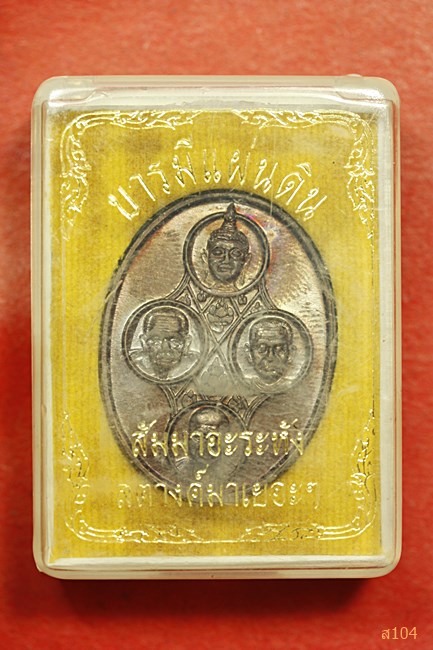 บารมีแผ่นดิน
สัมมาอะระหัง
สตางค์มาเยอะๆ
ส104